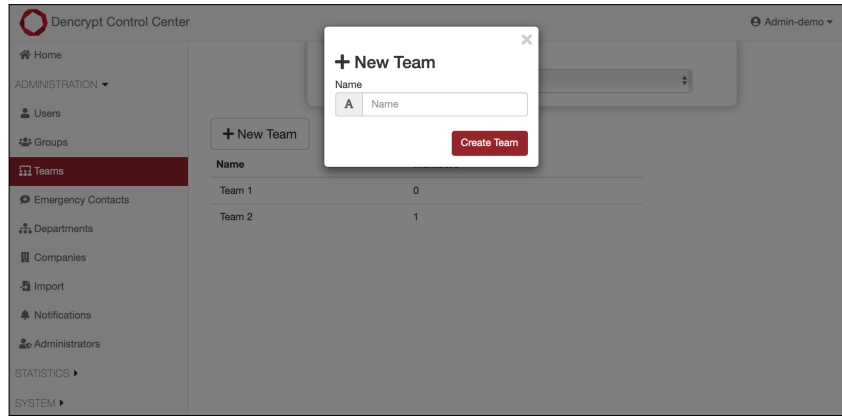 Dencrypt Control Center
Admin-demo
Home
ADMINISTRATION
Users
Groups
Teams
Emergency Contacts
Departments
Companies
Import
Notifications
Administrators
STATISTICS
SYSTEM
New Team
Name
A Name
Create Team
New Team
Name
Team 1 0
Team 2 1